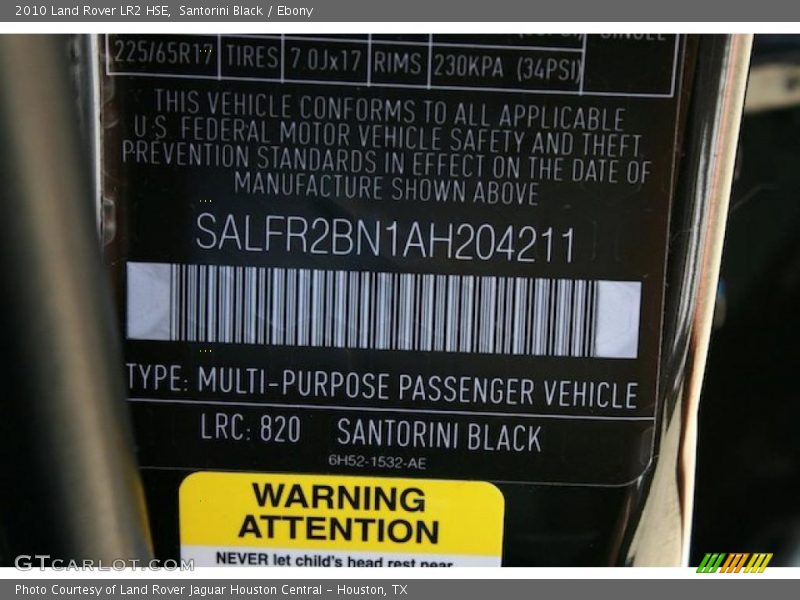 2010 Land Rover LR2 HSE, Santorini Black / Ebony
225/65R17 TIRES 7.0Jx17 RIMS 230KPA (34PSI)
THIS VEHICLE CONFORMS TO ALL APPLICABLE
U.S. FEDERAL MOTOR VEHICLE SAFETY AND THEFT
PREVENTION STANDARDS IN EFFECT ON THE DATE OF
MANUFACTURE SHOWN ABOVE
SALFR2BN1AH204211
TYPE: MULTI-PURPOSE PASSENGER VEHICLE
LRC: 820 SANTORINI BLACK
6H52-1532-AE
WARNING
ATTENTION
NEVER let child's head rest near
GTCARLOT.COM
Photo Courtesy of Land Rover Jaguar Houston Central - Houston, TX